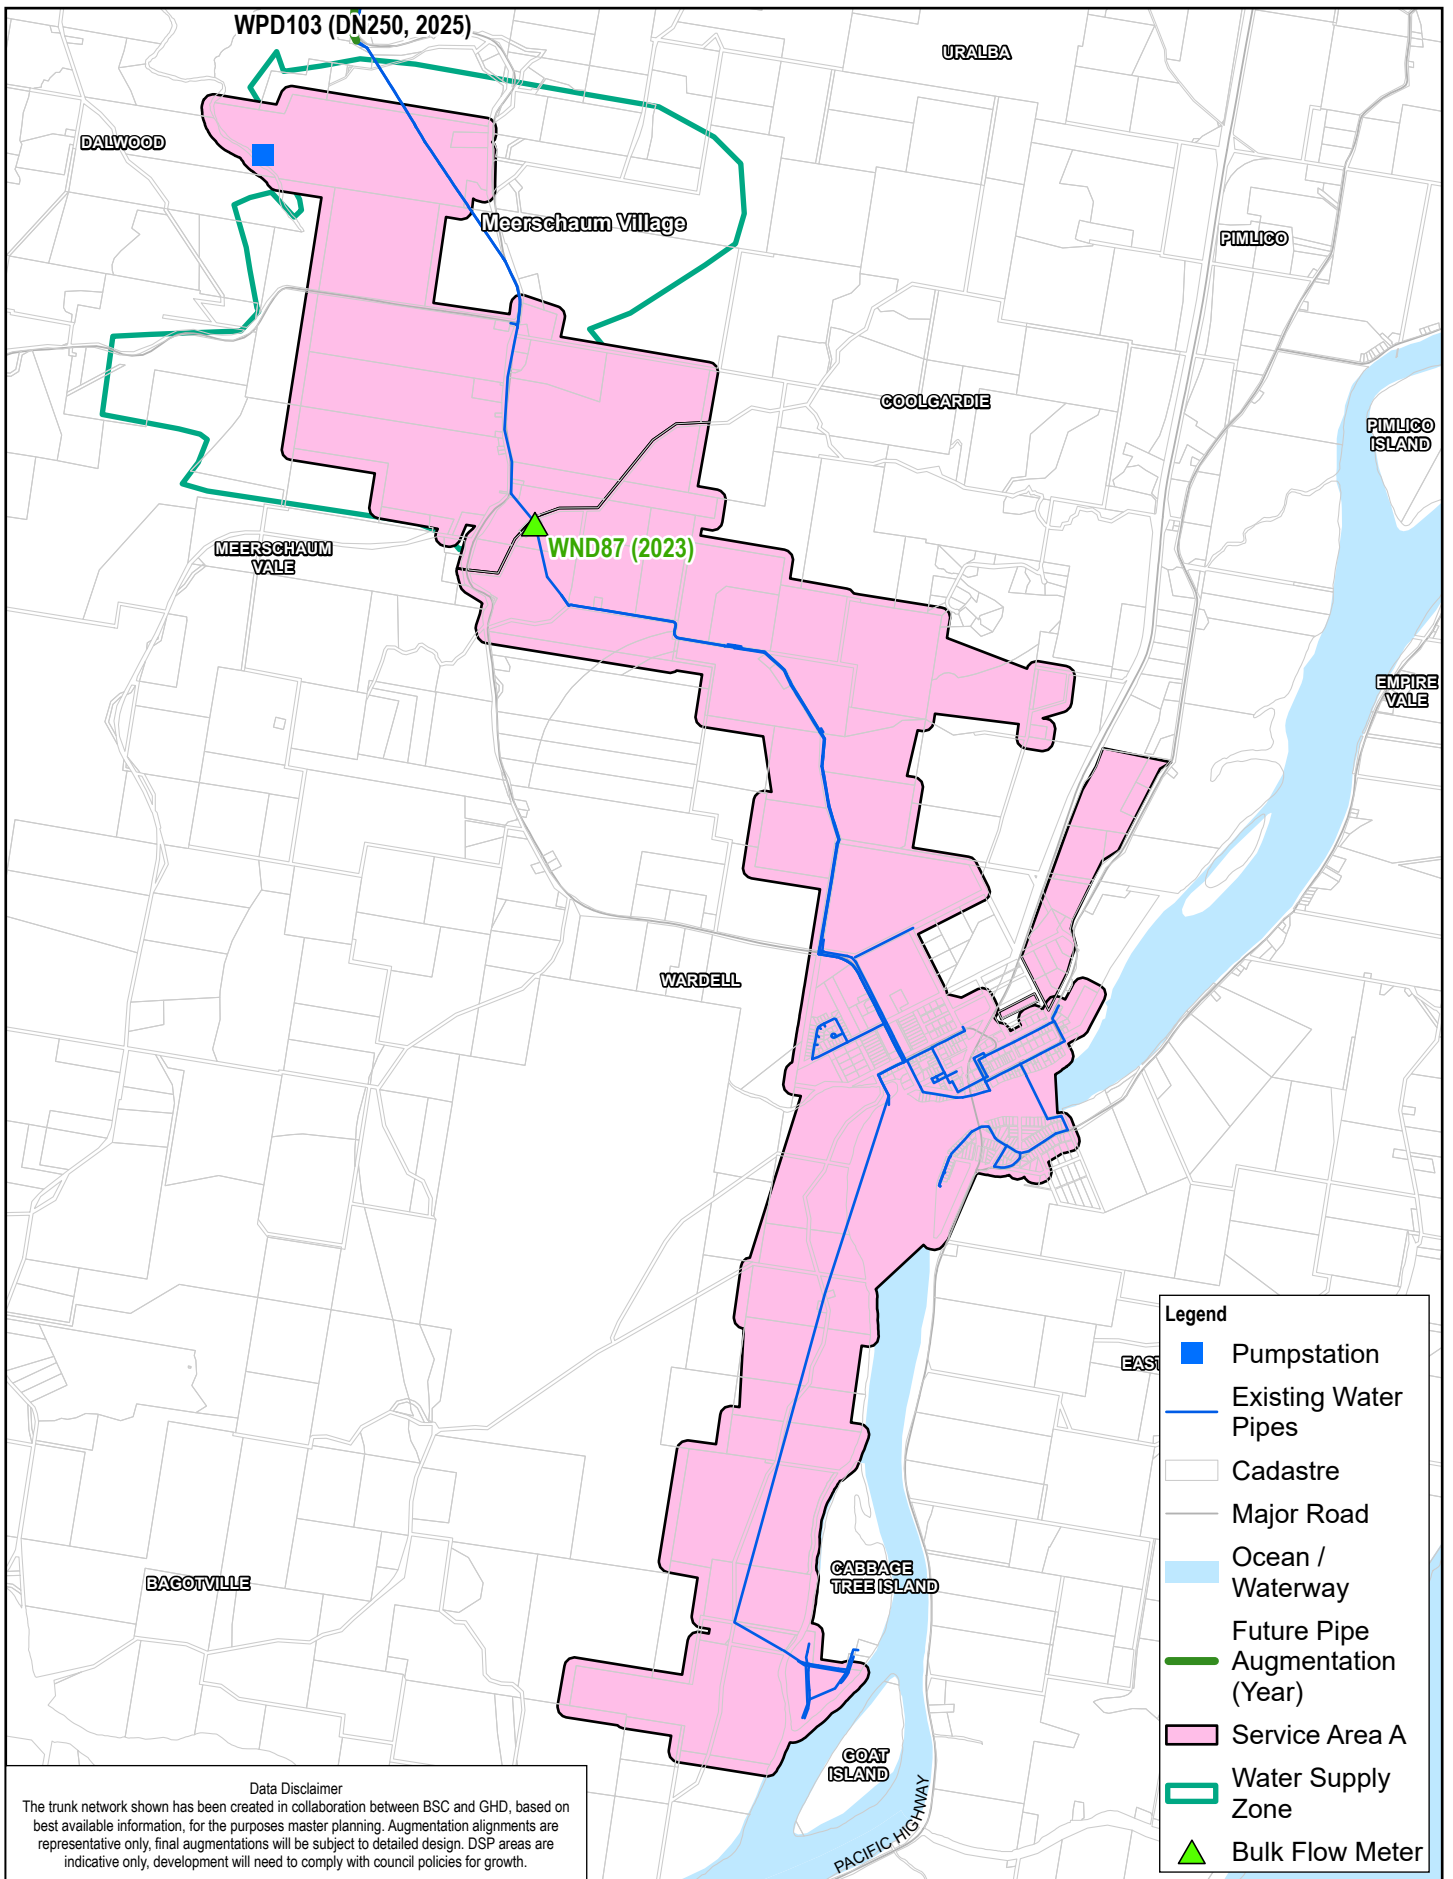 WPD103 (DN250, 2025)
URALBA
DALWOOD
Meerschaum Village
PIMLICO
COOLGARDIE
PIMLICO
ISLAND
MEERSCHAUM
VALE
WND87 (2023)
EMPIRE
VALE
WARDELL
EAST
BAGOTVILLE
CABBAGE
TREE ISLAND
GOAT
ISLAND
PACIFIC HIGHWAY
Legend
Pumpstation
Existing Water
Pipes
Cadastre
Major Road
Ocean /
Waterway
Future Pipe
Augmentation
(Year)
Service Area A
Water Supply
Zone
Bulk Flow Meter
Data Disclaimer
The trunk network shown has been created in collaboration between BSC and GHD, based on
best available information, for the purposes master planning. Augmentation alignments are
representative only, final augmentations will be subject to detailed design. DSP areas are
indicative only, development will need to comply with council policies for growth.